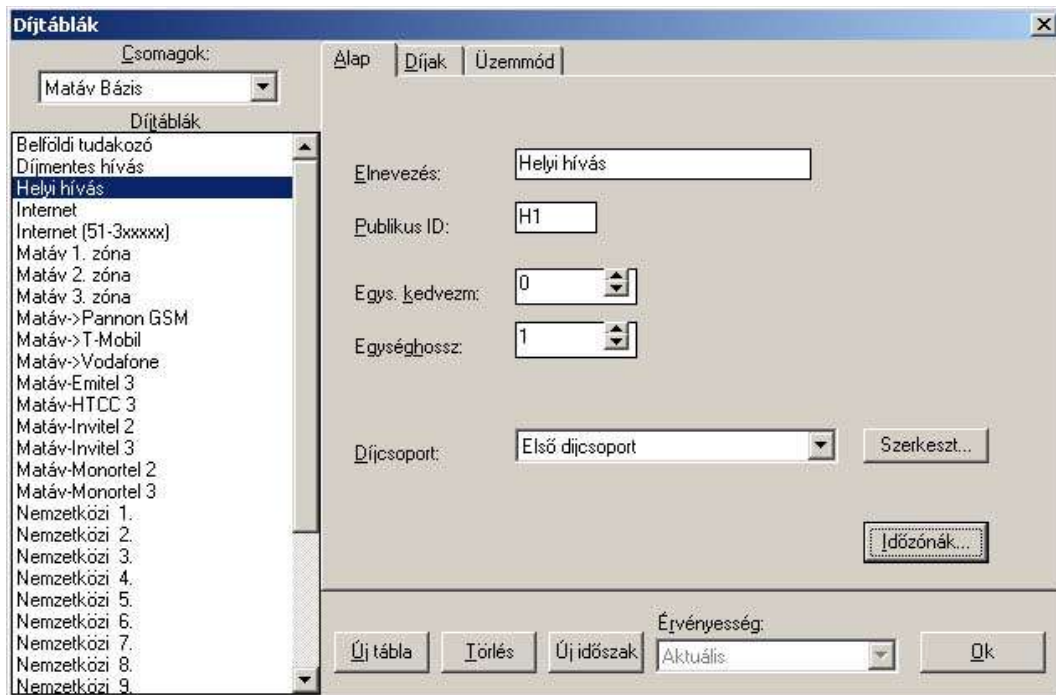 Díjtáblák
Csomagok:
Matáv Bázis
Díjtáblák
Belföldi tudakozó
Díjmentes hívás
Helyi hívás
Internet
Internet (51-3xxxxx)
Matáv 1. zóna
Matáv 2. zóna
Matáv 3. zóna
Matáv->Pannon GSM
Matáv->T-Mobil
Matáv->Vodafone
Matáv-Emitel 3
Matáv-HTCC 3
Matáv-Invitel 2
Matáv-Invitel 3
Matáv-Monortel 2
Matáv-Monortel 3
Nemzetközi 1.
Nemzetközi 2.
Nemzetközi 3.
Nemzetközi 4.
Nemzetközi 5.
Nemzetközi 6.
Nemzetközi 7.
Nemzetközi 8.
Nemzetközi 9.
Alap Díjak Üzemmód
Elnevezés: Helyi hívás
Publikus ID: H1
Egys. kedvezm: 0
Egységhossz: 1
Díjcsoport: Első dijcsoport Szerkeszt...
Időzónák...
Érvényesség:
Új tábla Törlés Új időszak Aktuális Ok